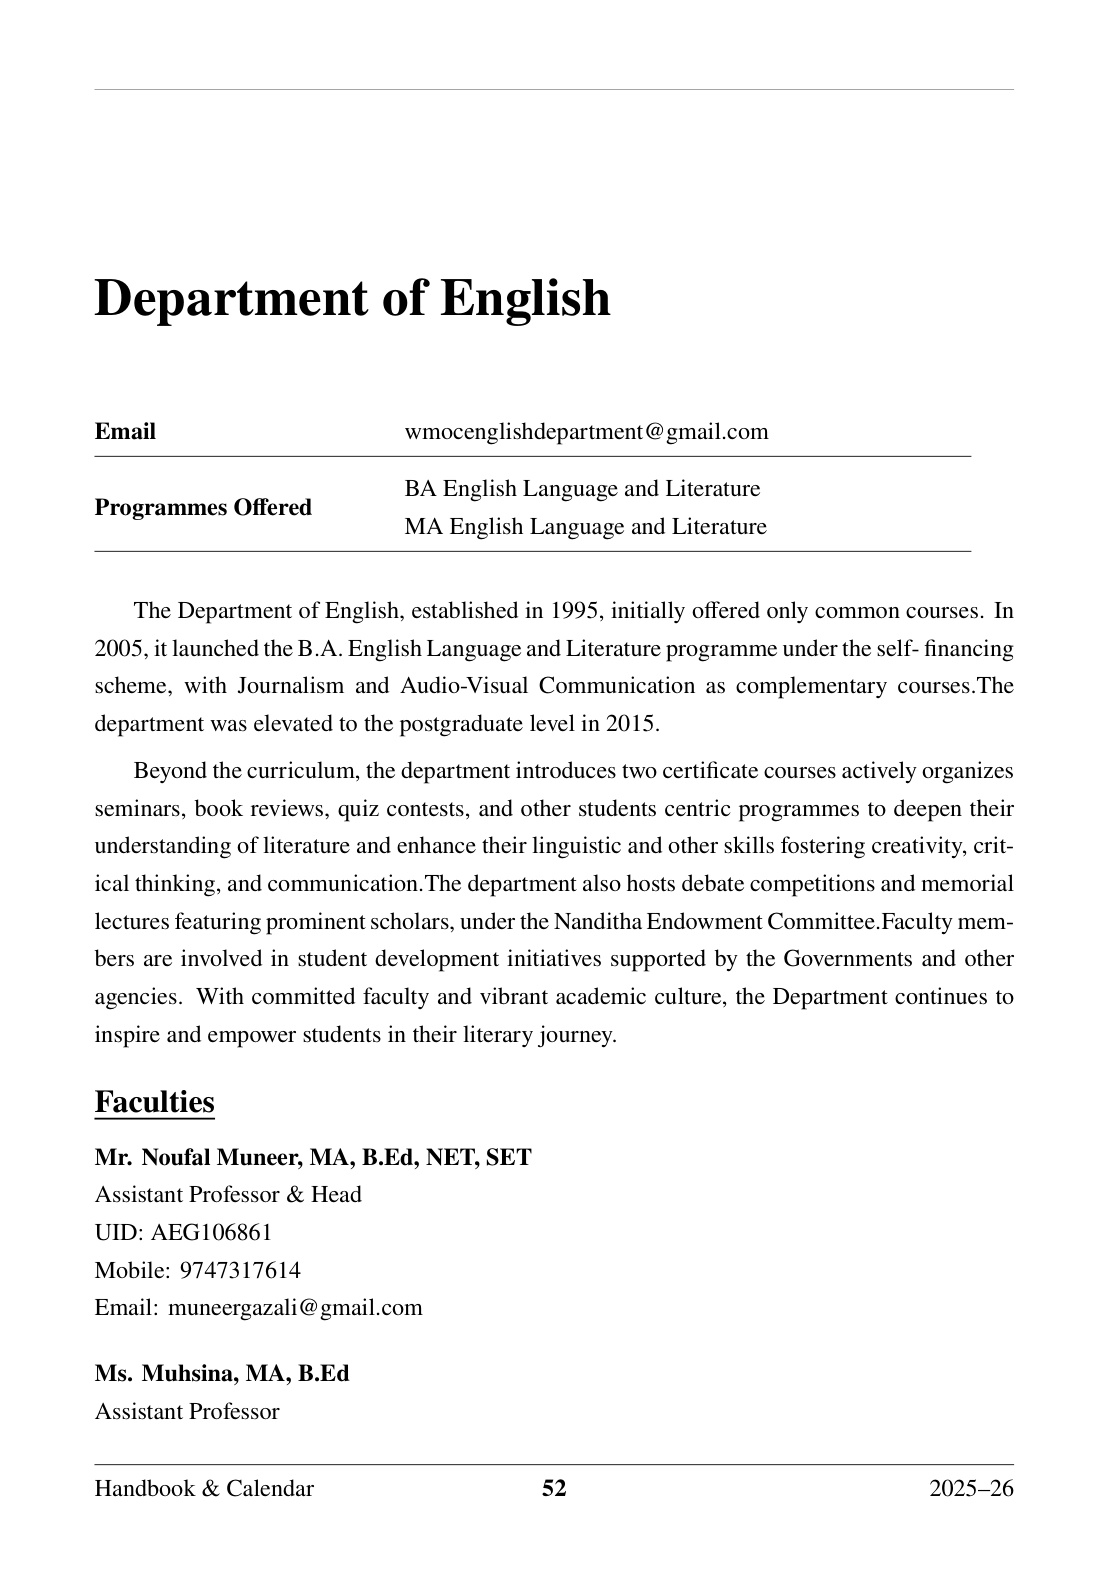 Department of English
Email wmocenglishdepartment@gmail.com
BA English Language and Literature
Programmes Offered
MA English Language and Literature
The Department of English, established in 1995, initially offered only common courses. In
2005, it launched the B.A. English Language and Literature programme under the self- financing
scheme, with Journalism and Audio-Visual Communication as complementary courses.The
department was elevated to the postgraduate level in 2015.
Beyond the curriculum, the department introduces two certificate courses actively organizes
seminars, book reviews, quiz contests, and other students centric programmes to deepen their
understanding of literature and enhance their linguistic and other skills fostering creativity, crit-
ical thinking, and communication.The department also hosts debate competitions and memorial
lectures featuring prominent scholars, under the Nanditha Endowment Committee.Faculty mem-
bers are involved in student development initiatives supported by the Governments and other
agencies. With committed faculty and vibrant academic culture, the Department continues to
inspire and empower students in their literary journey.
Faculties
Mr. Noufal Muneer, MA, B.Ed, NET, SET
Assistant Professor & Head
UID: AEG106861
Mobile: 9747317614
Email: muneergazali@gmail.com
Ms. Muhsina, MA, B.Ed
Assistant Professor
Handbook & Calendar 52 2025–26